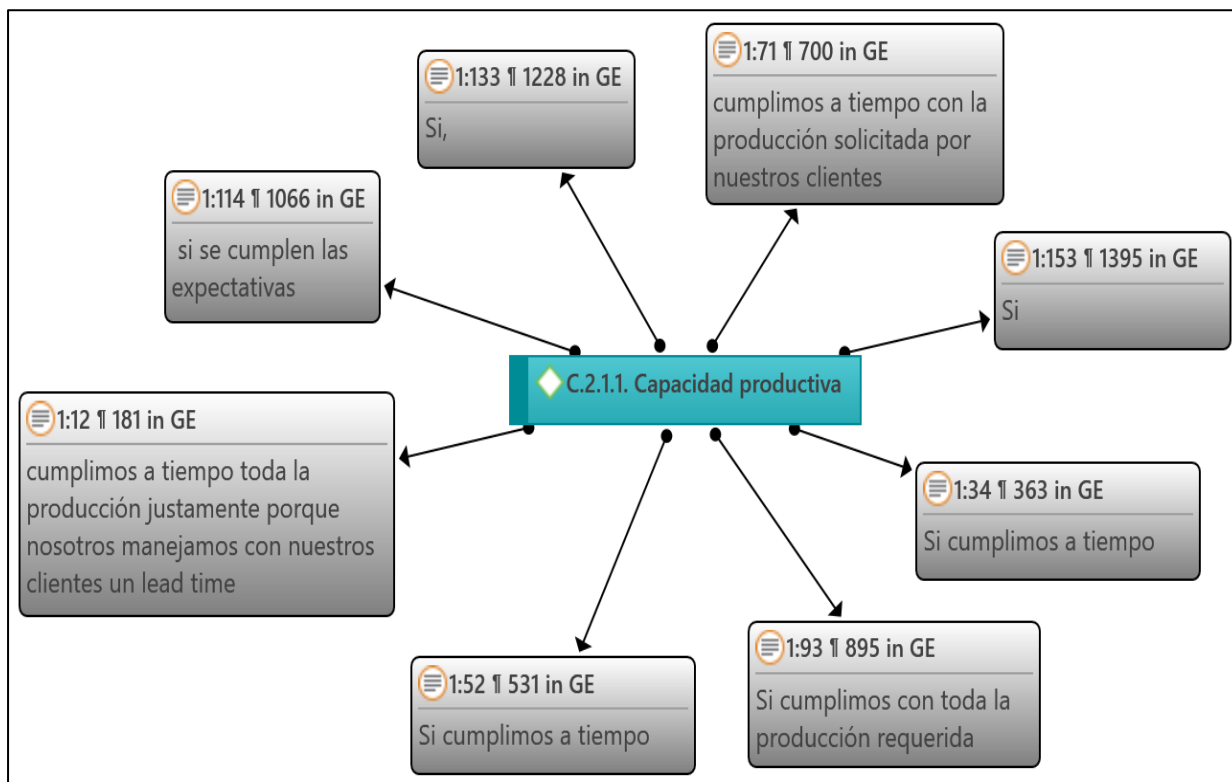 1:133 ¶ 1228 in GE
Si,
1:71 ¶ 700 in GE
cumplimos a tiempo con la
producción solicitada por
nuestros clientes
1:114 ¶ 1066 in GE
si se cumplen las
expectativas
1:153 ¶ 1395 in GE
Si
C.2.1.1. Capacidad productiva
1:12 ¶ 181 in GE
cumplimos a tiempo toda la
producción justamente porque
nosotros manejamos con nuestros
clientes un lead time
1:34 ¶ 363 in GE
Si cumplimos a tiempo
1:52 ¶ 531 in GE
Si cumplimos a tiempo
1:93 ¶ 895 in GE
Si cumplimos con toda la
producción requerida